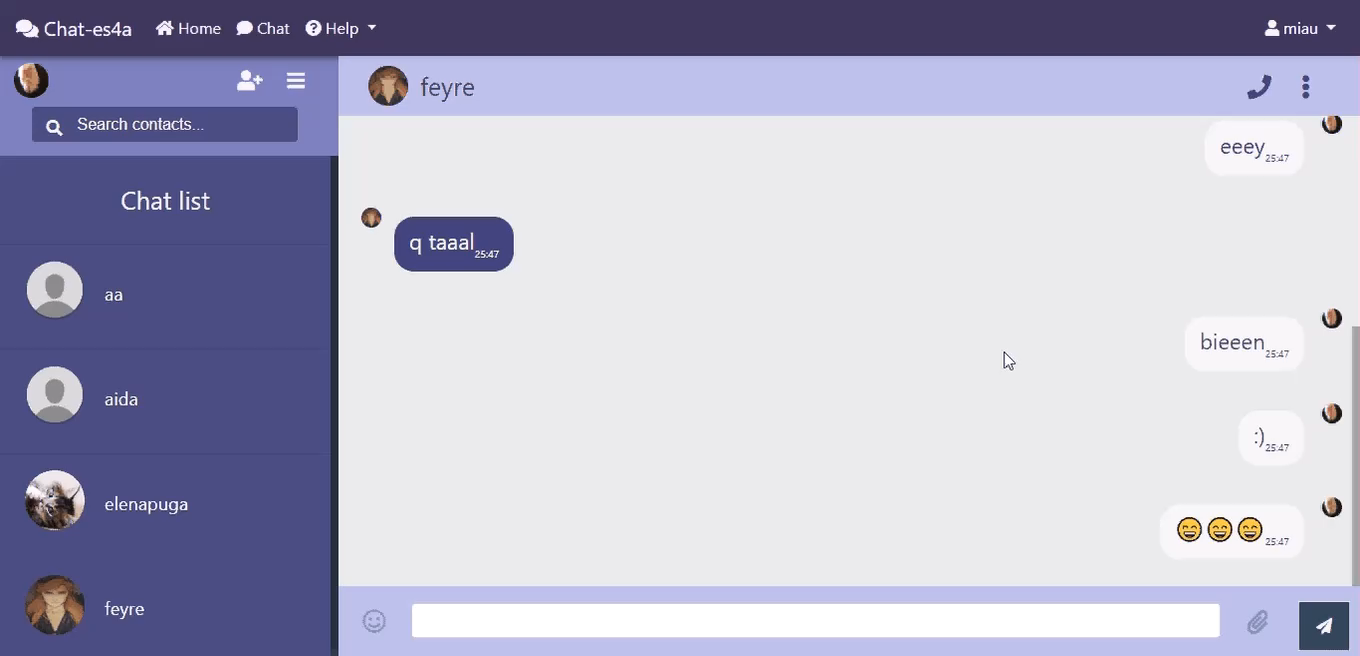 Chat-es4a Home Chat Help miau
Search contacts...
Chat list
aa
aida
elenapuga
feyre
feyre
eeey 25:47
q taaal 25:47
bieeen 25:47
:) 25:47
😄😄😄 25:47